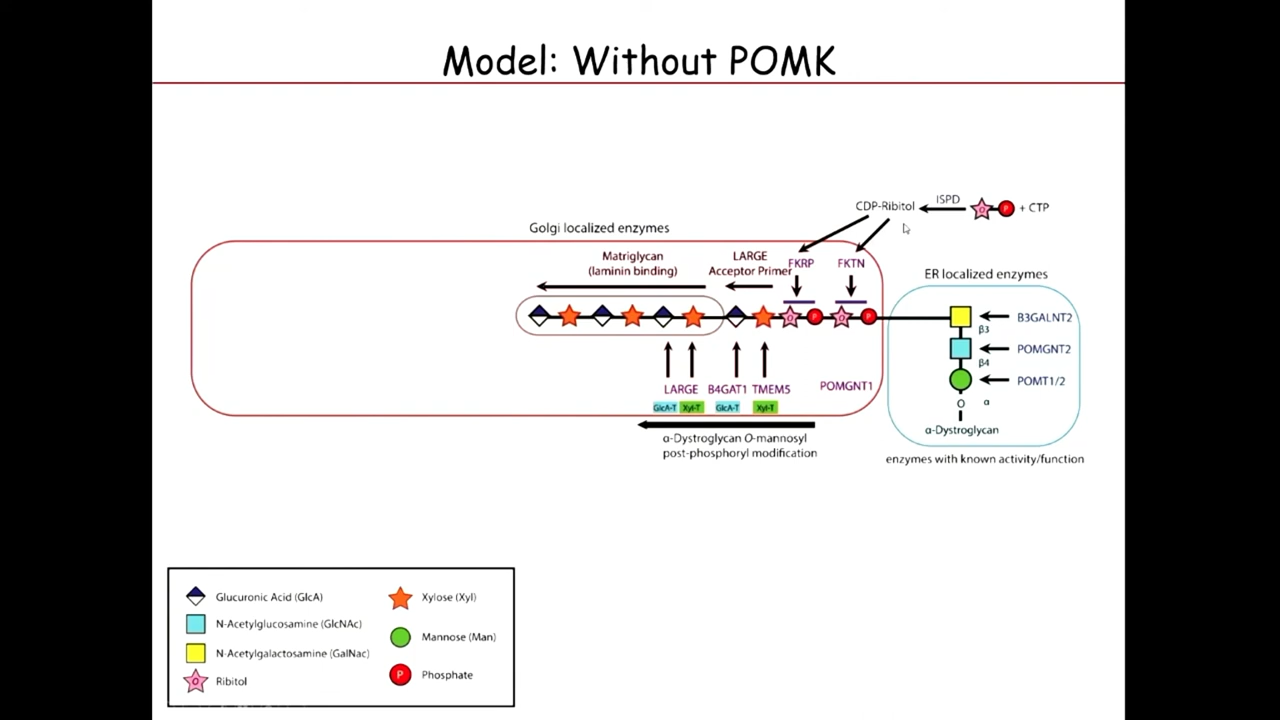 Model: Without POMK
CDP-Ribitol
ISPD
P
+ CTP
Golgi localized enzymes
Matriglycan
(laminin binding)
LARGE
Acceptor Primer
FKRP
FKTN
ER localized enzymes
B3GALNT2
β3
POMGNT2
β4
POMT1/2
O
α
α-Dystroglycan
P
P
LARGE
B4GAT1
TMEM5
POMGNT1
GlcA-T
Xyl-T
GlcA-T
Xyl-T
α-Dystroglycan O-mannosyl
post-phosphoryl modification
enzymes with known activity/function
Glucuronic Acid (GlcA)
Xylose (Xyl)
N-Acetylglucosamine (GlcNAc)
Mannose (Man)
N-Acetylgalactosamine (GalNac)
P
Phosphate
Ribitol